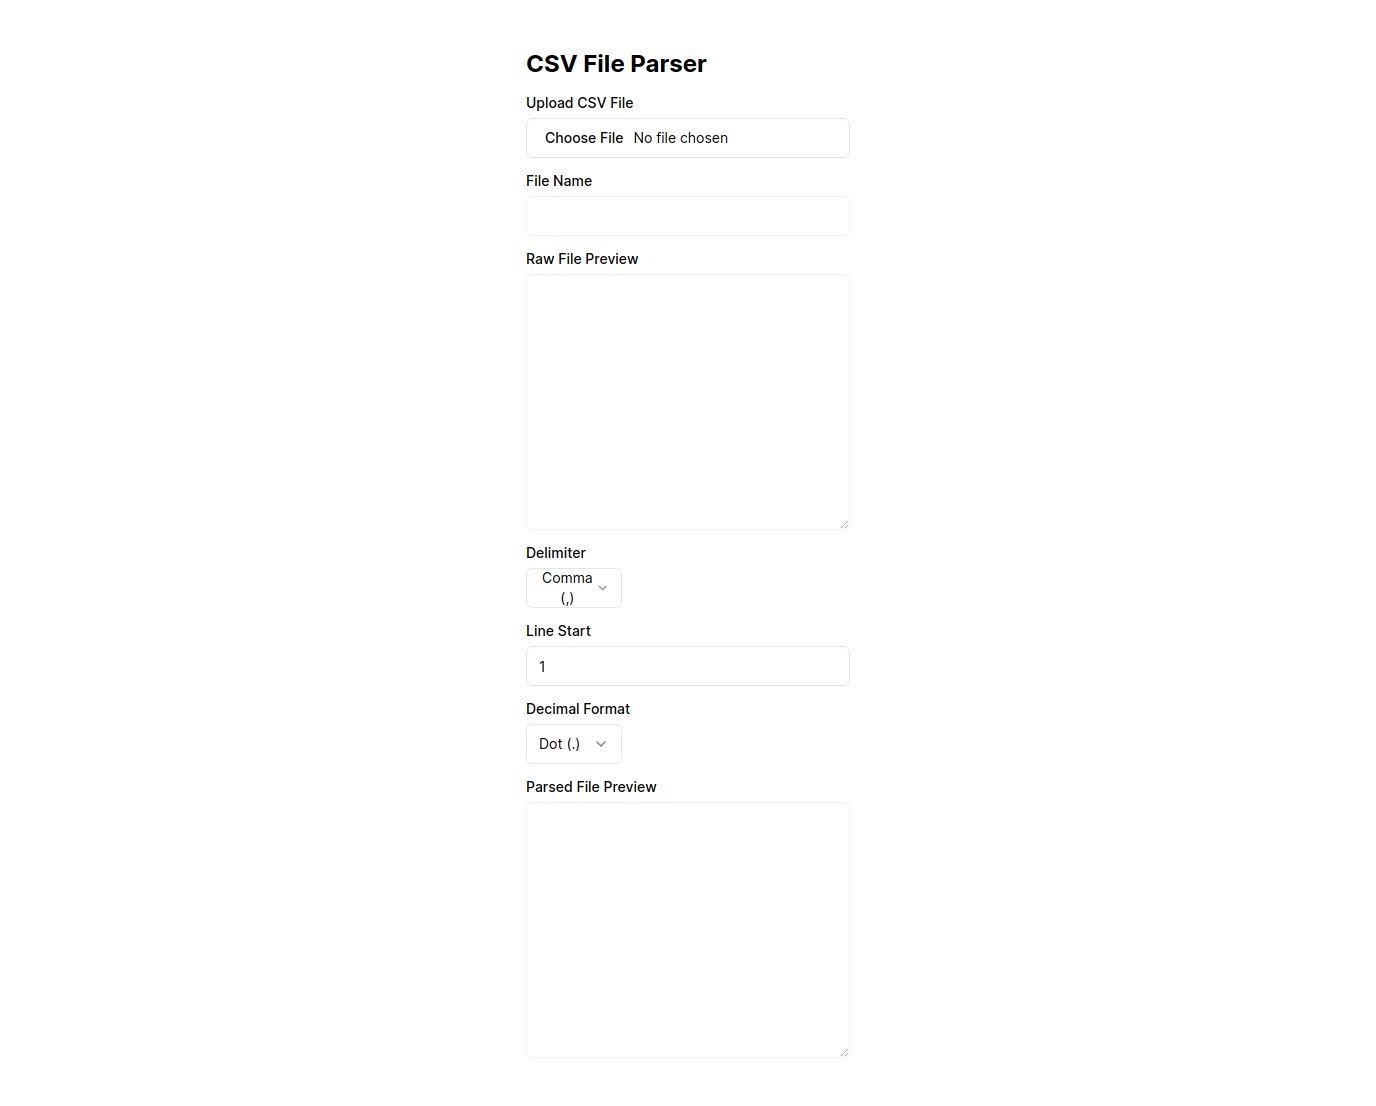 CSV File Parser
Upload CSV File
Choose File No file chosen
File Name
Raw File Preview
Delimiter
Comma
(,)
Line Start
1
Decimal Format
Dot (.)
Parsed File Preview